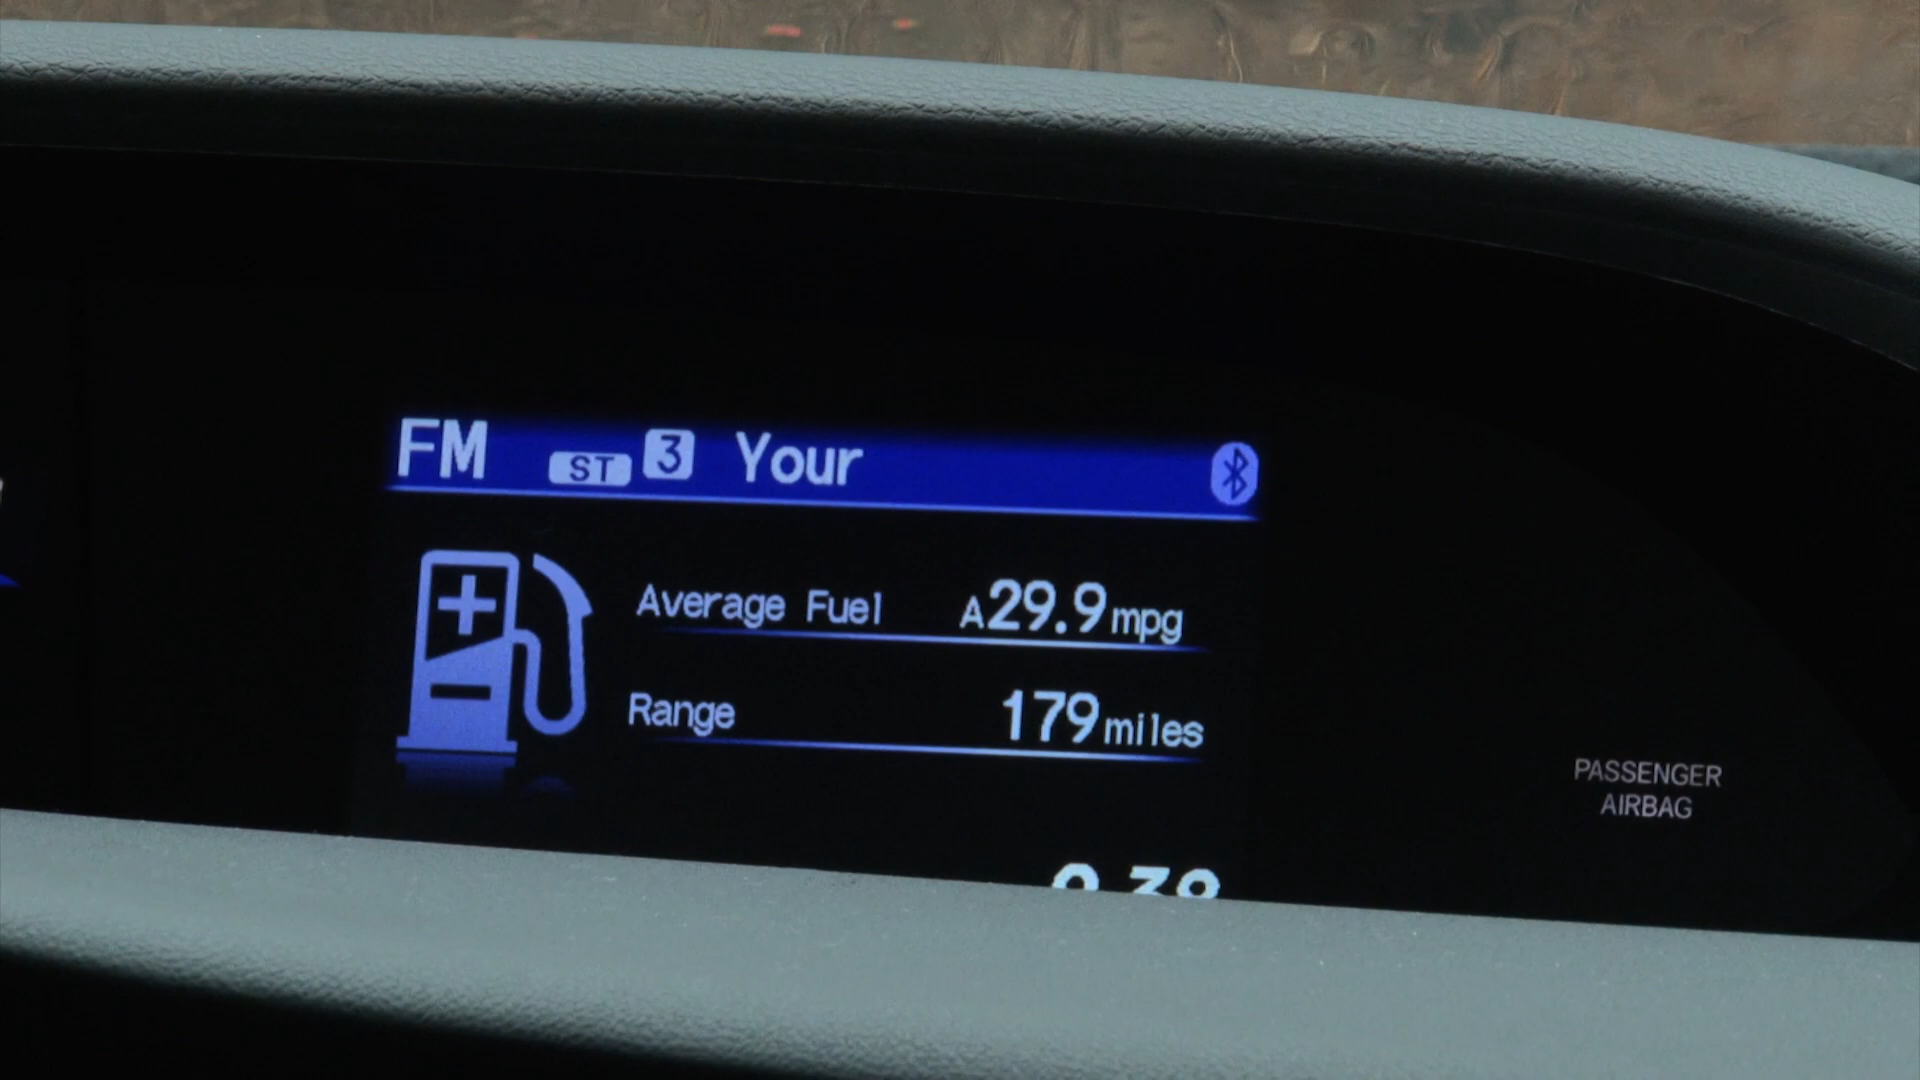 FM ST 3 Your
Average Fuel A29.9mpg
Range 179miles
PASSENGER
AIRBAG